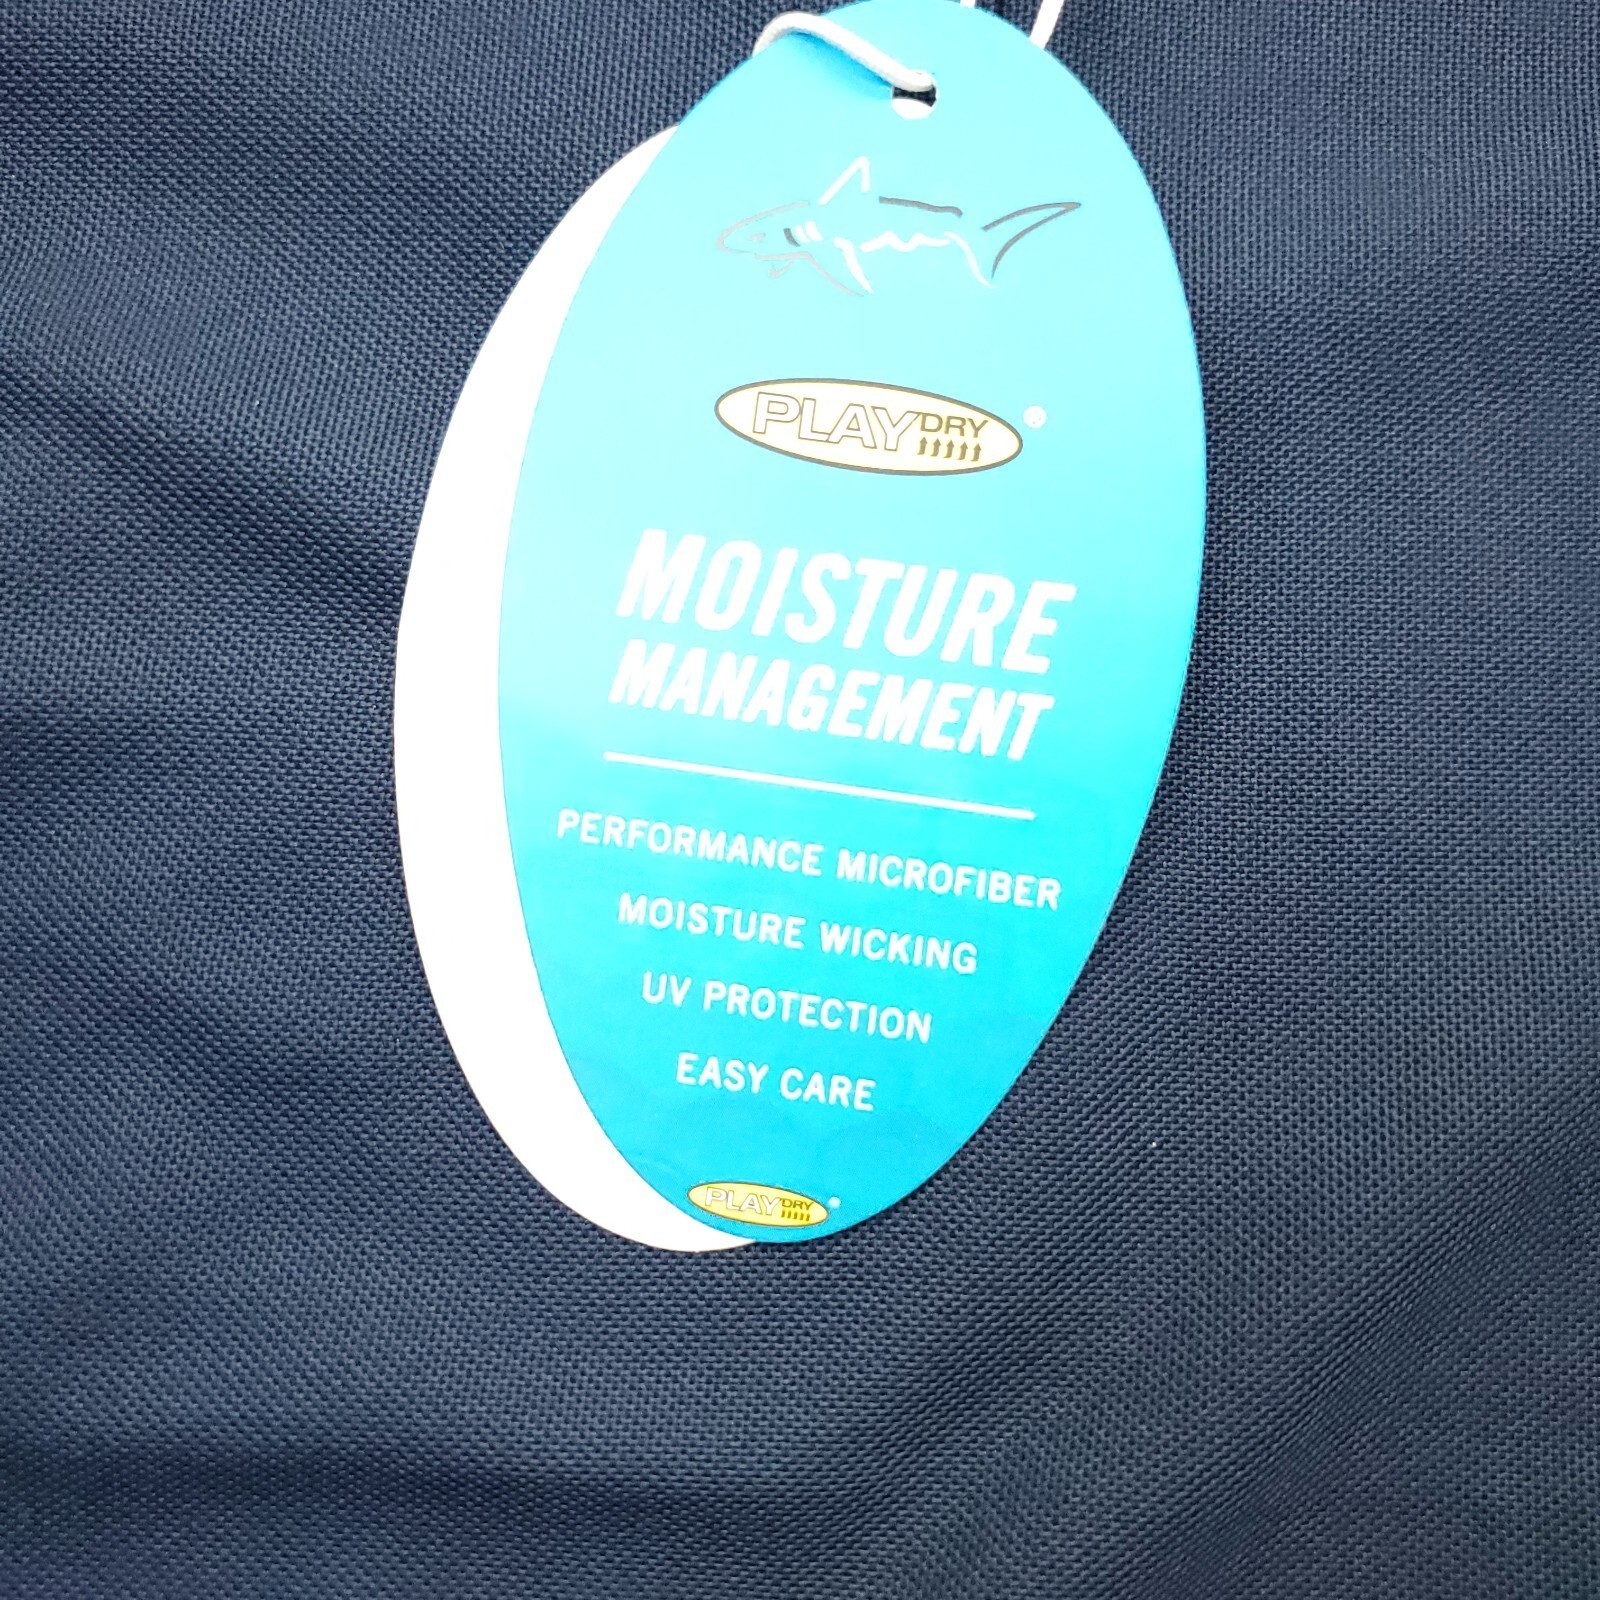 PLAYDRY ®
MOISTURE
MANAGEMENT
PERFORMANCE MICROFIBER
MOISTURE WICKING
UV PROTECTION
EASY CARE
PLAYDRY ®